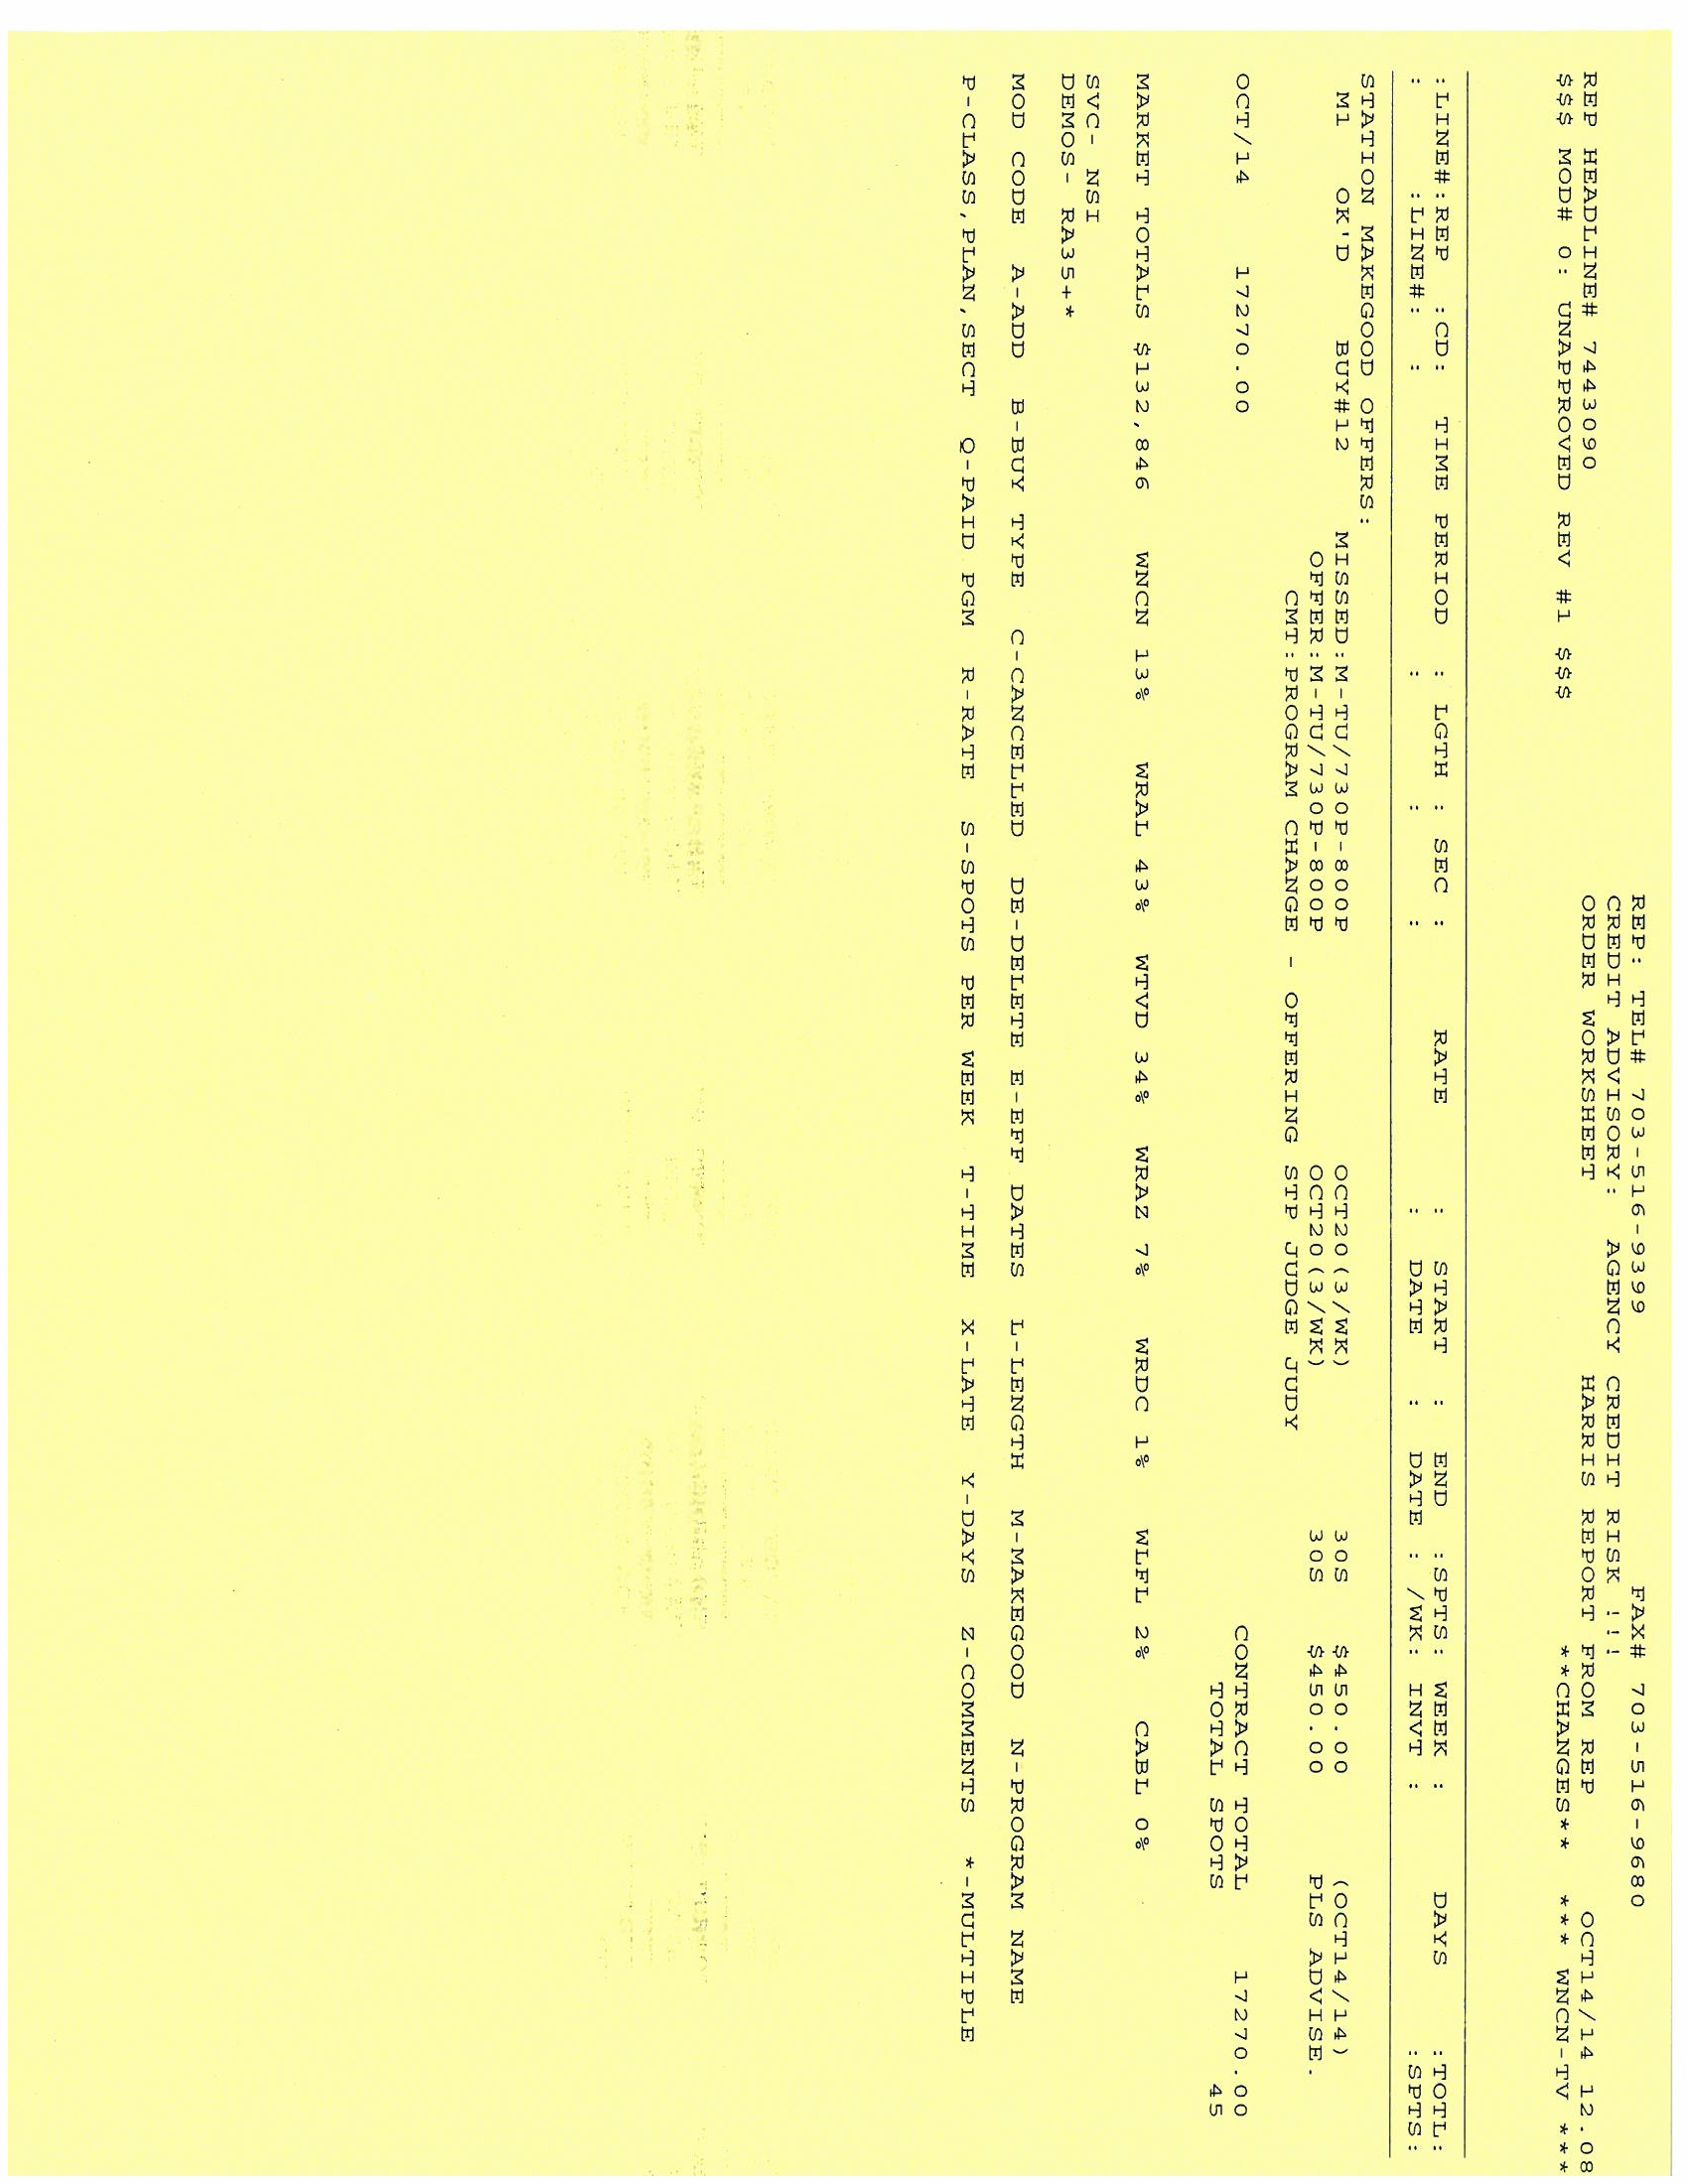 REP: TEL# 703-516-9399 FAX# 703-516-9680
CREDIT ADVISORY: AGENCY CREDIT RISK !!!
REP HEADLINE# 7443090 ORDER WORKSHEET HARRIS REPORT FROM REP OCT14/14 12.08
$$$ MOD# 0: UNAPPROVED REV #1 $$$ **CHANGES** *** WNCN-TV ***
:LINE#:REP :CD: TIME PERIOD : LGTH : SEC : RATE : START : END :SPTS: WEEK : DAYS :TOTL:
: :LINE#: : : : : : DATE : DATE : /WK: INVT : :SPTS:
STATION MAKEGOOD OFFERS:
M1 OK'D BUY#12 MISSED:M-TU/730P-800P OCT20(3/WK) 30S $450.00 (OCT14/14)
OFFER:M-TU/730P-800P OCT20(3/WK) 30S $450.00 PLS ADVISE.
CMT:PROGRAM CHANGE - OFFERING STP JUDGE JUDY
OCT/14 17270.00 CONTRACT TOTAL 17270.00
TOTAL SPOTS 45
MARKET TOTALS $132,846 WNCN 13% WRAL 43% WTVD 34% WRAZ 7% WRDC 1% WLFL 2% CABL 0%
SVC- NSI
DEMOS- RA35+*
MOD CODE A-ADD B-BUY TYPE C-CANCELLED DE-DELETE E-EFF DATES L-LENGTH M-MAKEGOOD N-PROGRAM NAME
P-CLASS,PLAN,SECT Q-PAID PGM R-RATE S-SPOTS PER WEEK T-TIME X-LATE Y-DAYS Z-COMMENTS *-MULTIPLE